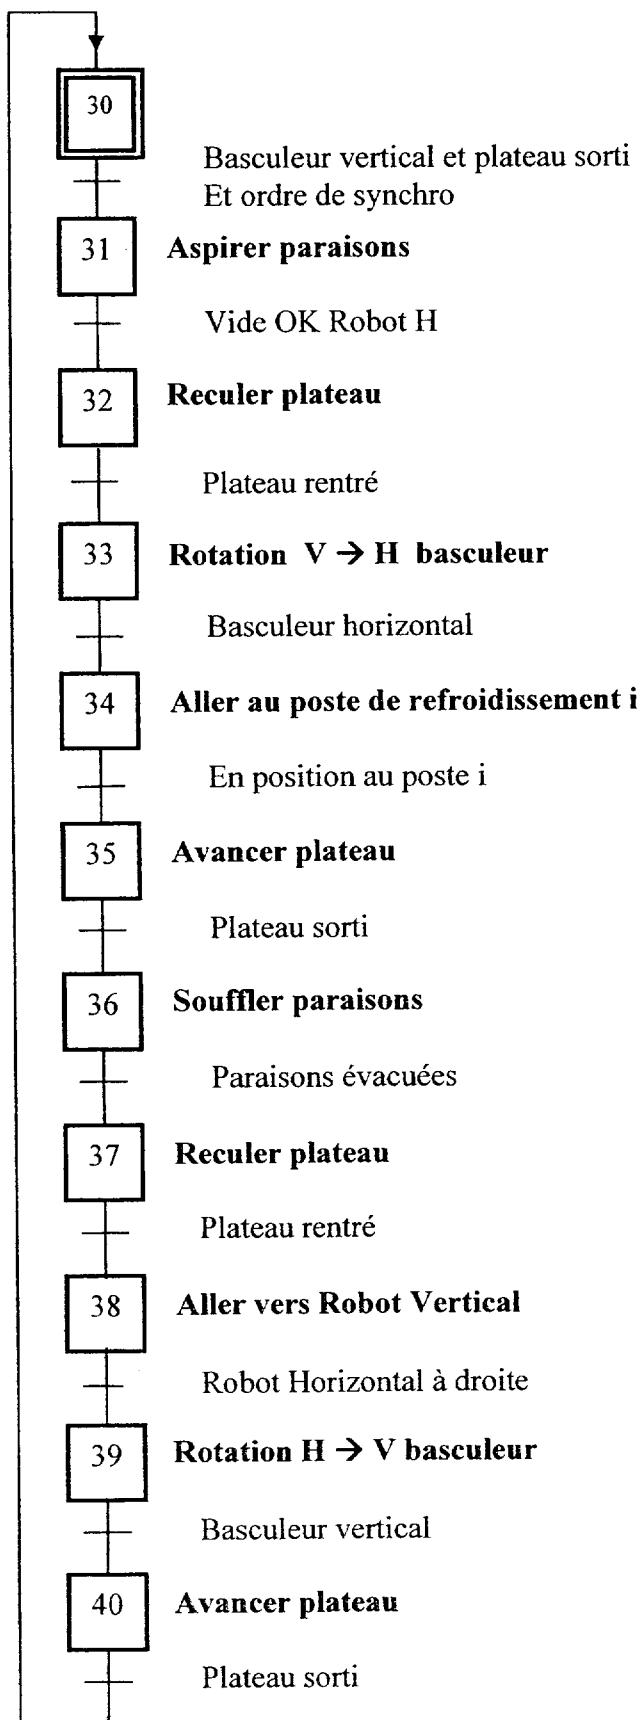 30
Basculeur vertical et plateau sorti
Et ordre de synchro
31 Aspirer paraisons
Vide OK Robot H
32 Reculer plateau
Plateau rentré
33 Rotation V → H basculeur
Basculeur horizontal
34 Aller au poste de refroidissement i
En position au poste i
35 Avancer plateau
Plateau sorti
36 Souffler paraisons
Paraisons évacuées
37 Reculer plateau
Plateau rentré
38 Aller vers Robot Vertical
Robot Horizontal à droite
39 Rotation H → V basculeur
Basculeur vertical
40 Avancer plateau
Plateau sorti